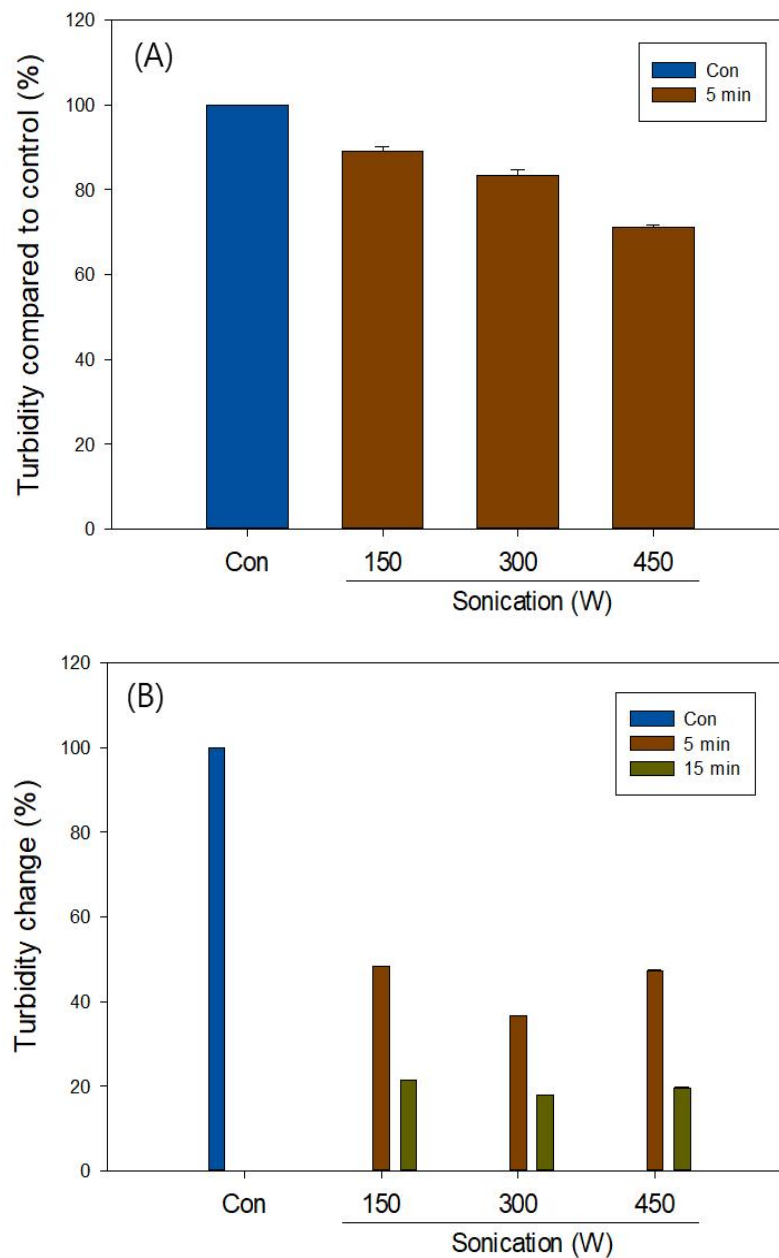 120
(A)
Con
5 min
100
80
60
40
20
0
Turbidity compared to control (%)
Con
150
300
450
Sonication (W)
120
(B)
Con
5 min
15 min
100
80
60
40
20
0
Turbidity change (%)
Con
150
300
450
Sonication (W)